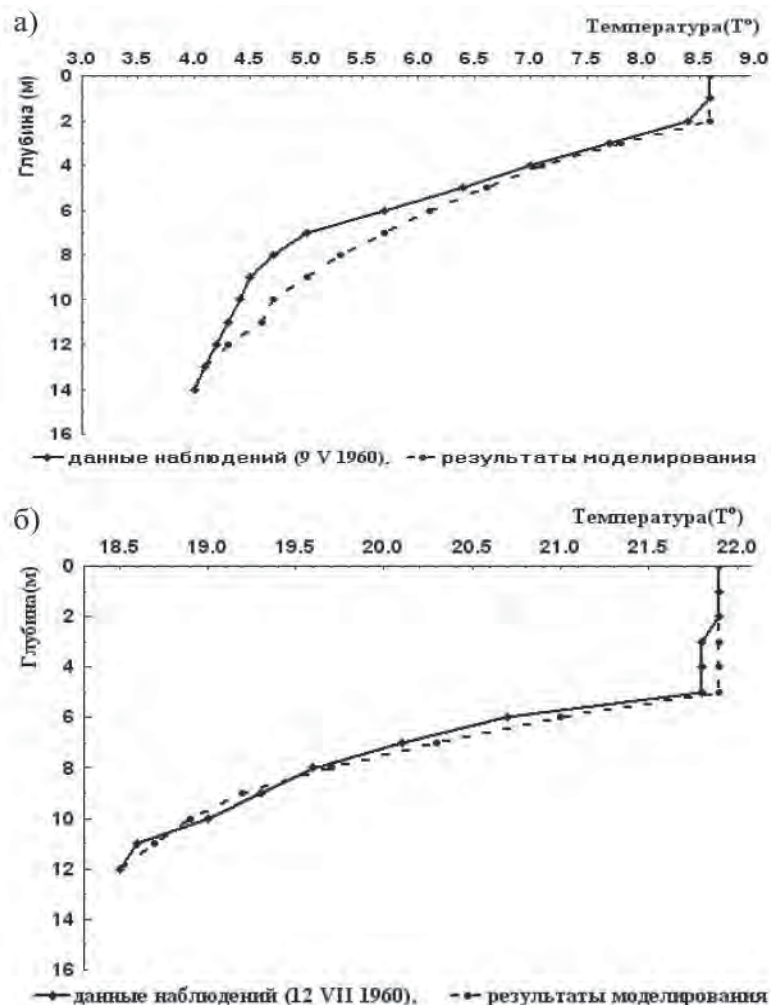 а)
Температура(Т°)
3.0 3.5 4.0 4.5 5.0 5.5 6.0 6.5 7.0 7.5 8.0 8.5 9.0
0
2
4
6
8
10
12
14
16
Глубина (м)
данные наблюдений (9 V 1960), результаты моделирования
б)
Температура(Т°)
18.5 19.0 19.5 20.0 20.5 21.0 21.5 22.0
0
2
4
6
8
10
12
14
16
Глубина(м)
данные наблюдений (12 VII 1960), результаты моделирования